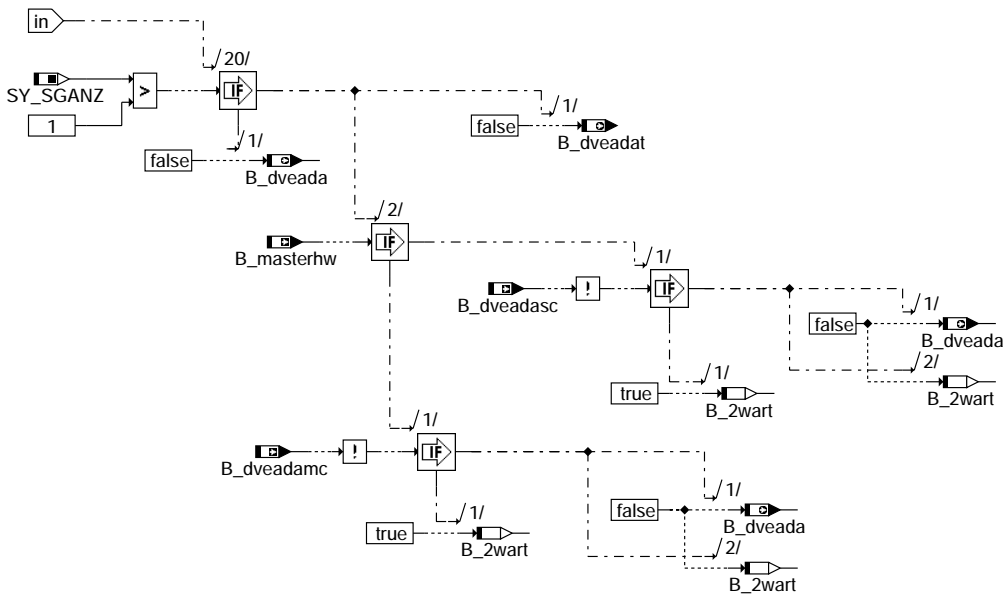 in
/20/
SY_SGANZ
>
IF
/1/
1
false
B_dveadat
/1/
false
B_dveada
/2/
IF
B_masterhw
/1/
IF
B_dveadasc
!
/1/
false
B_dveada
/2/
B_2wart
/1/
true
B_2wart
/1/
IF
B_dveadamc
!
/1/
false
B_dveada
/1/
true
B_2wart
/2/
B_2wart